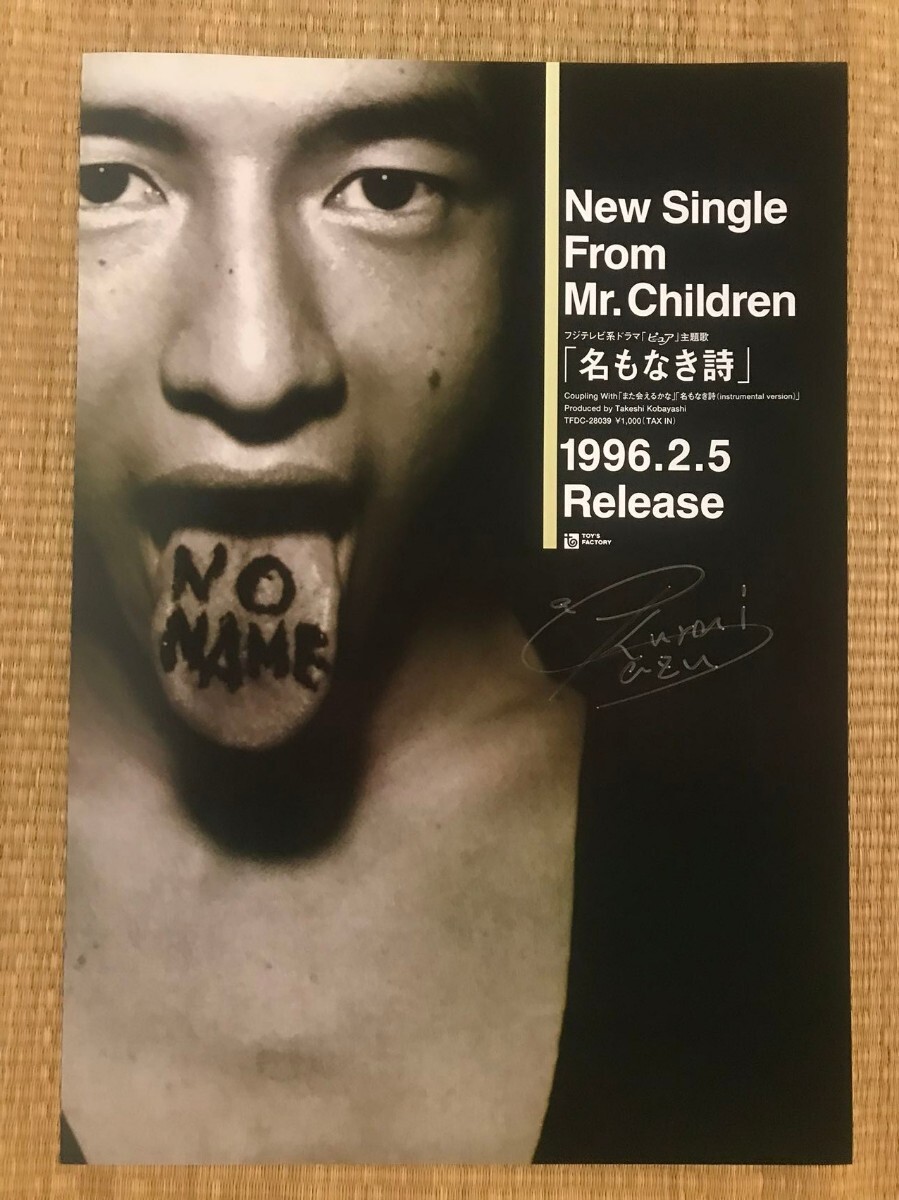 New Single
From
Mr. Children
フジテレビ系ドラマ「ピュア」主題歌
「名もなき詩」
Coupling With「また会えるかな」「名もなき詩(instrumental version)」
Produced by Takeshi Kobayashi
TFDC-28039 ¥1,000(TAX IN)
1996.2.5
Release
TOY'S
FACTORY
NO
NAME